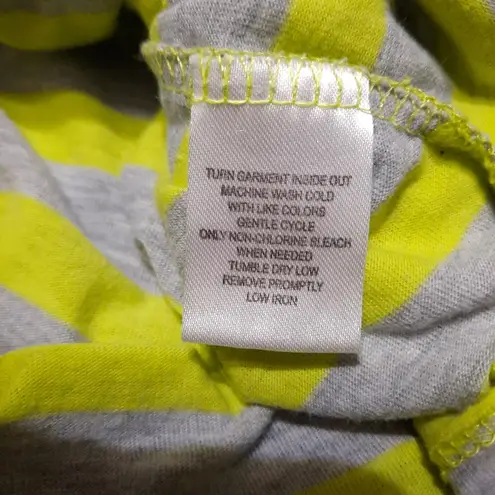 TURN GARMENT INSIDE OUT
MACHINE WASH COLD
WITH LIKE COLORS
GENTLE CYCLE
ONLY NON-CHLORINE BLEACH
WHEN NEEDED
TUMBLE DRY LOW
REMOVE PROMPTLY
LOW IRON